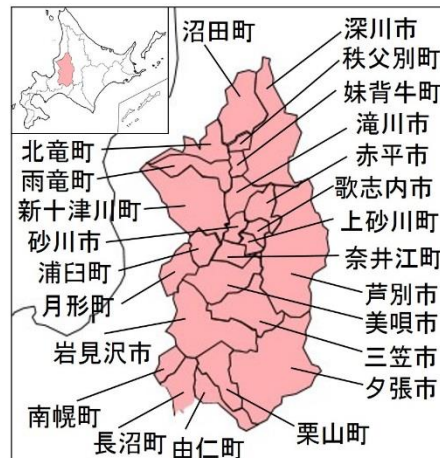 沼田町
深川市
秩父別町
妹背牛町
滝川市
赤平市
歌志内市
上砂川町
奈井江町
芦別市
美唄市
三笠市
夕張市
北竜町
雨竜町
新十津川町
砂川市
浦臼町
月形町
岩見沢市
南幌町
長沼町
由仁町
栗山町